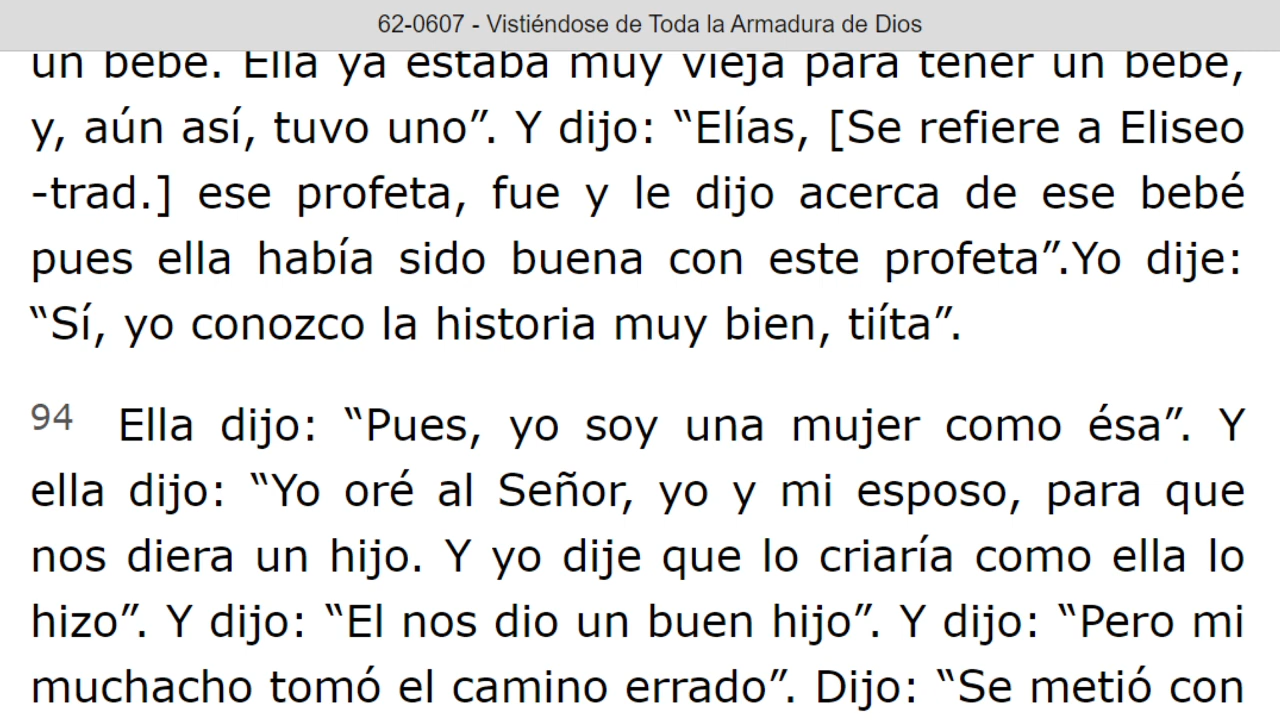 62-0607 - Vistiéndose de Toda la Armadura de Dios
un bebé. Ella ya estaba muy vieja para tener un bebé,
y, aún así, tuvo uno”. Y dijo: “Elías, [Se refiere a Eliseo
-trad.] ese profeta, fue y le dijo acerca de ese bebé
pues ella había sido buena con este profeta”.Yo dije:
“Sí, yo conozco la historia muy bien, tiíta”.
94 Ella dijo: “Pues, yo soy una mujer como ésa”. Y
ella dijo: “Yo oré al Señor, yo y mi esposo, para que
nos diera un hijo. Y yo dije que lo criaría como ella lo
hizo”. Y dijo: “El nos dio un buen hijo”. Y dijo: “Pero mi
muchacho tomó el camino errado”. Dijo: “Se metió con